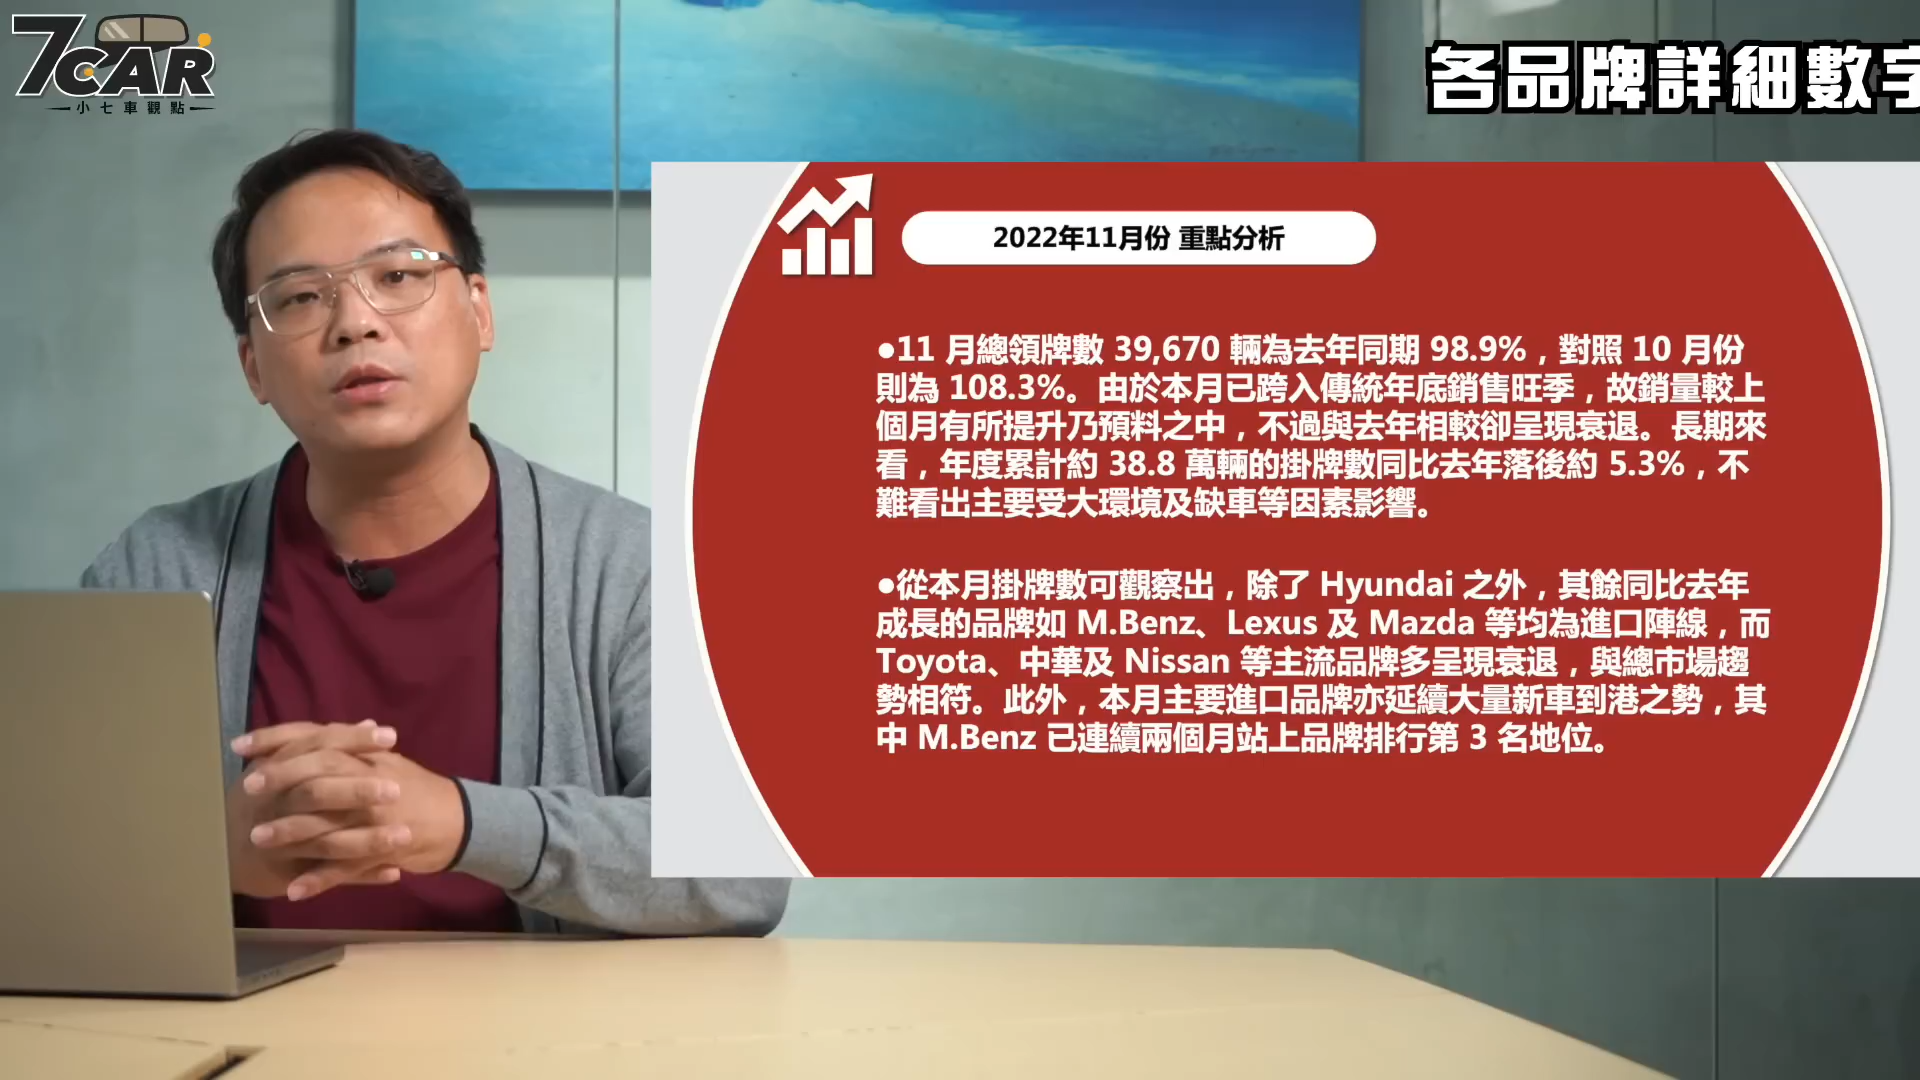 7CAR
小七車觀點
各品牌詳細數字
2022年11月份 重點分析
●11 月總領牌數 39,670 輛為去年同期 98.9%，對照 10 月份
則為 108.3%。由於本月已跨入傳統年底銷售旺季，故銷量較上
個月有所提升乃預料之中，不過與去年相較卻呈現衰退。長期來
看，年度累計約 38.8 萬輛的掛牌數同比去年落後約 5.3%，不
難看出主要受大環境及缺車等因素影響。
●從本月掛牌數可觀察出，除了 Hyundai 之外，其餘同比去年
成長的品牌如 M.Benz、Lexus 及 Mazda 等均為進口陣線，而
Toyota、中華及 Nissan 等主流品牌多呈現衰退，與總市場趨
勢相符。此外，本月主要進口品牌亦延續大量新車到港之勢，其
中 M.Benz 已連續兩個月站上品牌排行第 3 名地位。